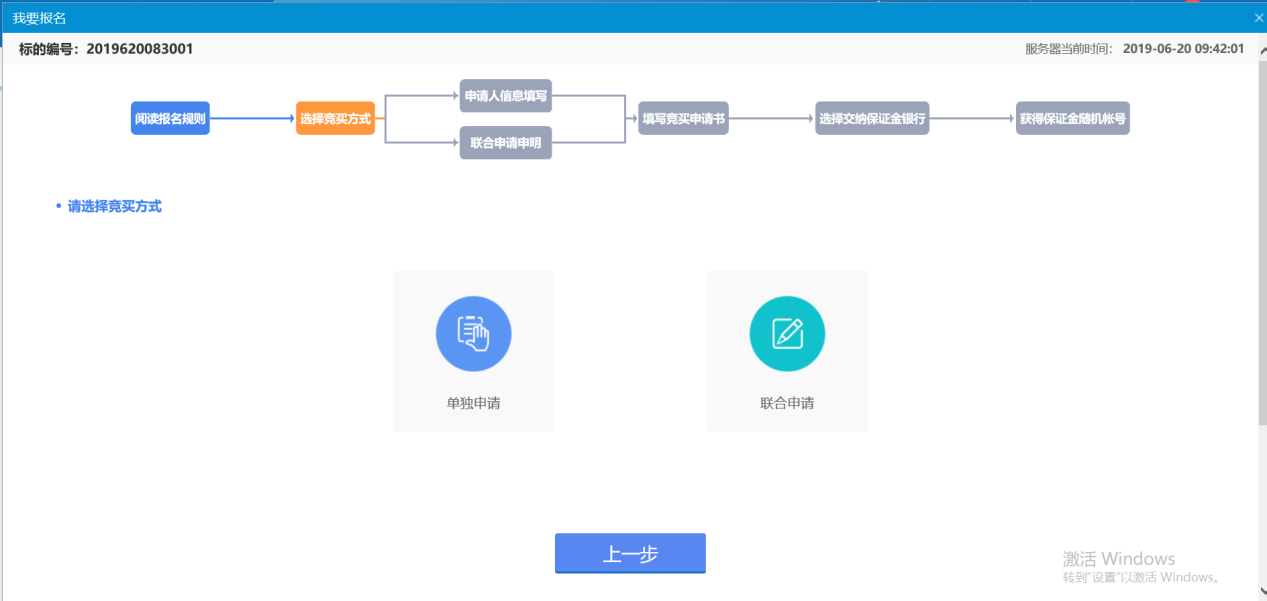 我要报名
标的编号：2019620083001
服务器当前时间： 2019-06-20 09:42:01
申请人信息填写
阅读报名规则 选择竞买方式 填写竞买申请书 选择交纳保证金银行 获得保证金随机帐号
联合申请申明
• 请选择竞买方式
单独申请 联合申请
上一步
激活 Windows
转到“设置”以激活 Windows。